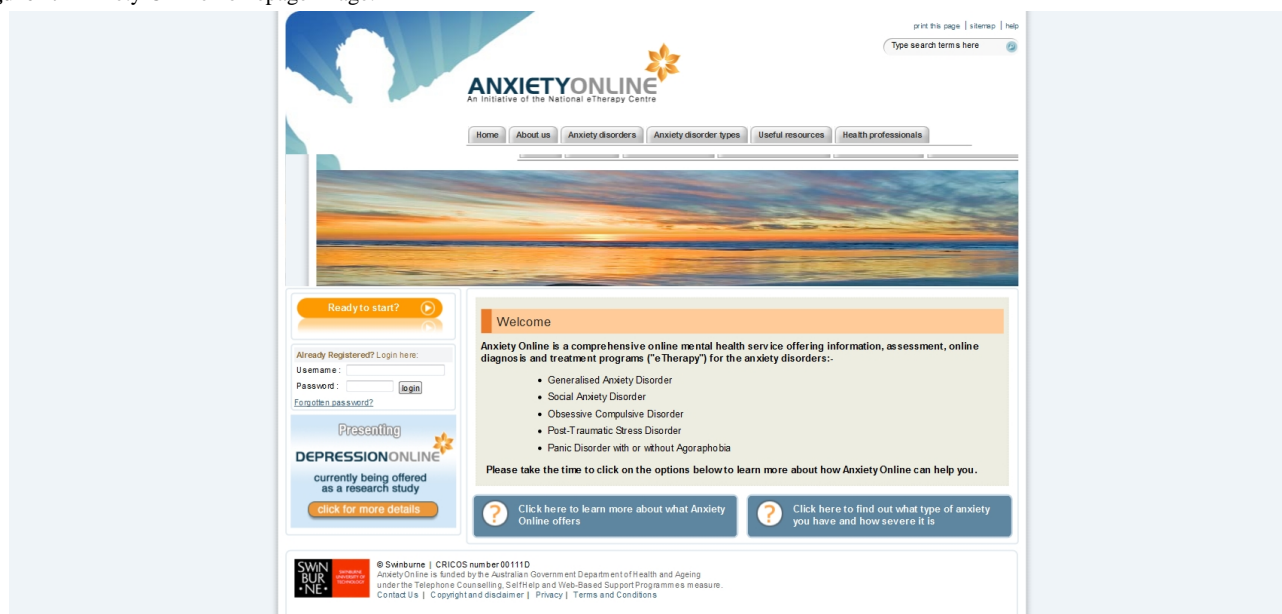 print this page | sitemap | help
Type search terms here
ANXIETYONLINE
An Initiative of the National eTherapy Centre
Home About us Anxiety disorders Anxiety disorder types Useful resources Health professionals
Ready to start?
Already Registered? Login here:
Username :
Password : login
Forgotten password?
Presenting
DEPRESSIONONLINE
currently being offered
as a research study
click for more details
Welcome
Anxiety Online is a comprehensive online mental health service offering information, assessment, online
diagnosis and treatment programs ("eTherapy") for the anxiety disorders:-
• Generalised Anxiety Disorder
• Social Anxiety Disorder
• Obsessive Compulsive Disorder
• Post-Traumatic Stress Disorder
• Panic Disorder with or without Agoraphobia
Please take the time to click on the options below to learn more about how Anxiety Online can help you.
? Click here to learn more about what Anxiety
Online offers
? Click here to find out what type of anxiety
you have and how severe it is
SWIN
BUR
• NE •
SWINBURNE
UNIVERSITY OF
TECHNOLOGY
© Swinburne | CRICOS number 00111D
Anxiety Online is funded by the Australian Government Department of Health and Ageing
under the Telephone Counselling, Self Help and Web-Based Support Programmes measure.
Contact Us | Copyright and disclaimer | Privacy | Terms and Conditions